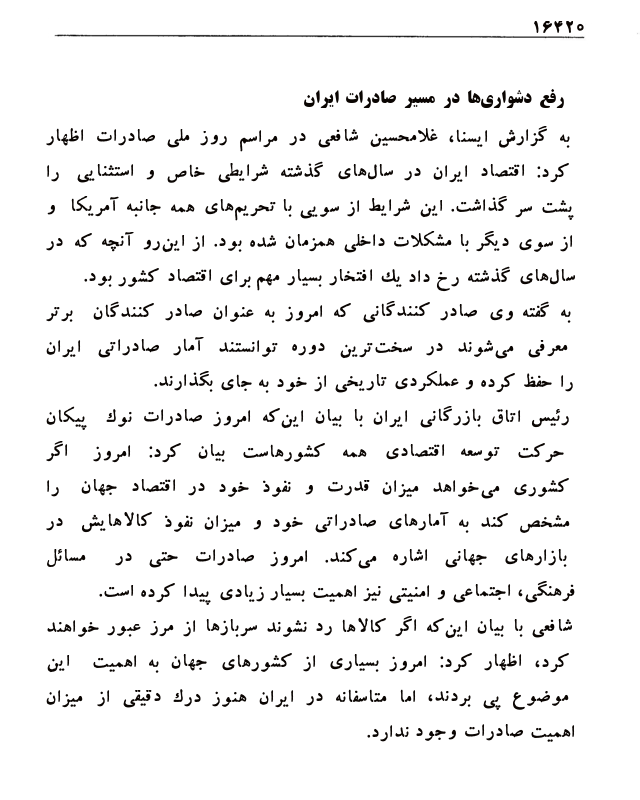 ۱۶۴۲۰
رفع دشواری‌ها در مسیر صادرات ایران
به گزارش ایسنا، غلامحسین شافعی در مراسم روز ملی صادرات اظهار
کرد: اقتصاد ایران در سال‌های گذشته شرایطی خاص و استثنایی را
پشت سر گذاشت. این شرایط از سویی با تحریم‌های همه جانبه آمریکا و
از سوی دیگر با مشکلات داخلی همزمان شده بود. از این‌رو آنچه که در
سال‌های گذشته رخ داد یك افتخار بسیار مهم برای اقتصاد کشور بود.
به گفته وی صادر کنندگانی که امروز به عنوان صادر کنندگان برتر
معرفی می‌شوند در سخت‌ترین دوره توانستند آمار صادراتی ایران
را حفظ کرده و عملکردی تاریخی از خود به جای بگذارند.
رئیس اتاق بازرگانی ایران با بیان این‌که امروز صادرات نوك پیکان
حرکت توسعه اقتصادی همه کشورهاست بیان کرد: امروز اگر
کشوری می‌خواهد میزان قدرت و نفوذ خود در اقتصاد جهان را
مشخص کند به آمارهای صادراتی خود و میزان نفوذ کالاهایش در
بازارهای جهانی اشاره می‌کند. امروز صادرات حتی در مسائل
فرهنگی، اجتماعی و امنیتی نیز اهمیت بسیار زیادی پیدا کرده است.
شافعی با بیان این‌که اگر کالاها رد نشوند سربازها از مرز عبور خواهند
کرد، اظهار کرد: امروز بسیاری از کشورهای جهان به اهمیت این
موضوع پی بردند، اما متاسفانه در ایران هنوز درك دقیقی از میزان
اهمیت صادرات وجود ندارد.